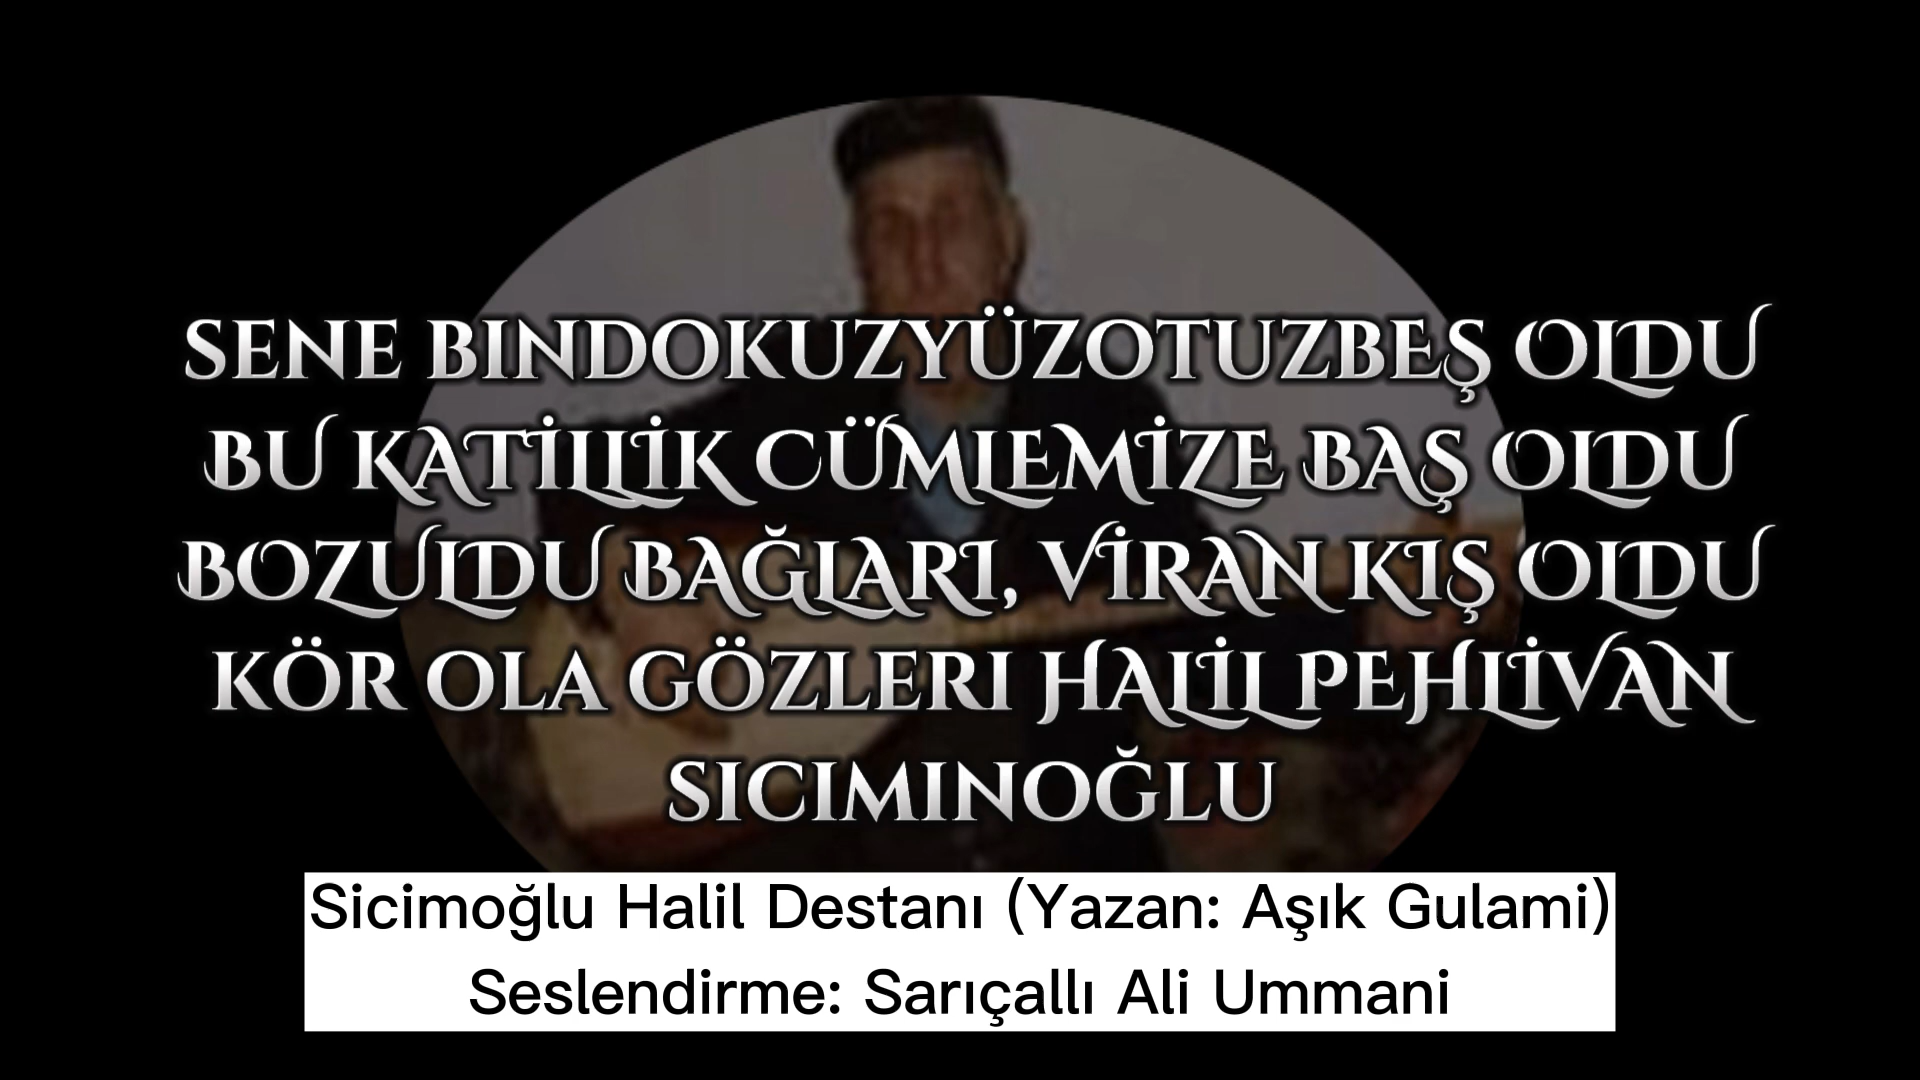 SENE BINDOKUZYÜZOTUZBEŞ OLDU
BU KATİLLİK CÜMLEMİZE BAŞ OLDU
BOZULDU BAĞLARI, VİRAN KIŞ OLDU
KÖR OLA GÖZLERI HALİL PEHLİVAN
SICIMINOĞLU
Sicimoğlu Halil Destanı (Yazan: Aşık Gulami)
Seslendirme: Sarıçallı Ali Ummani